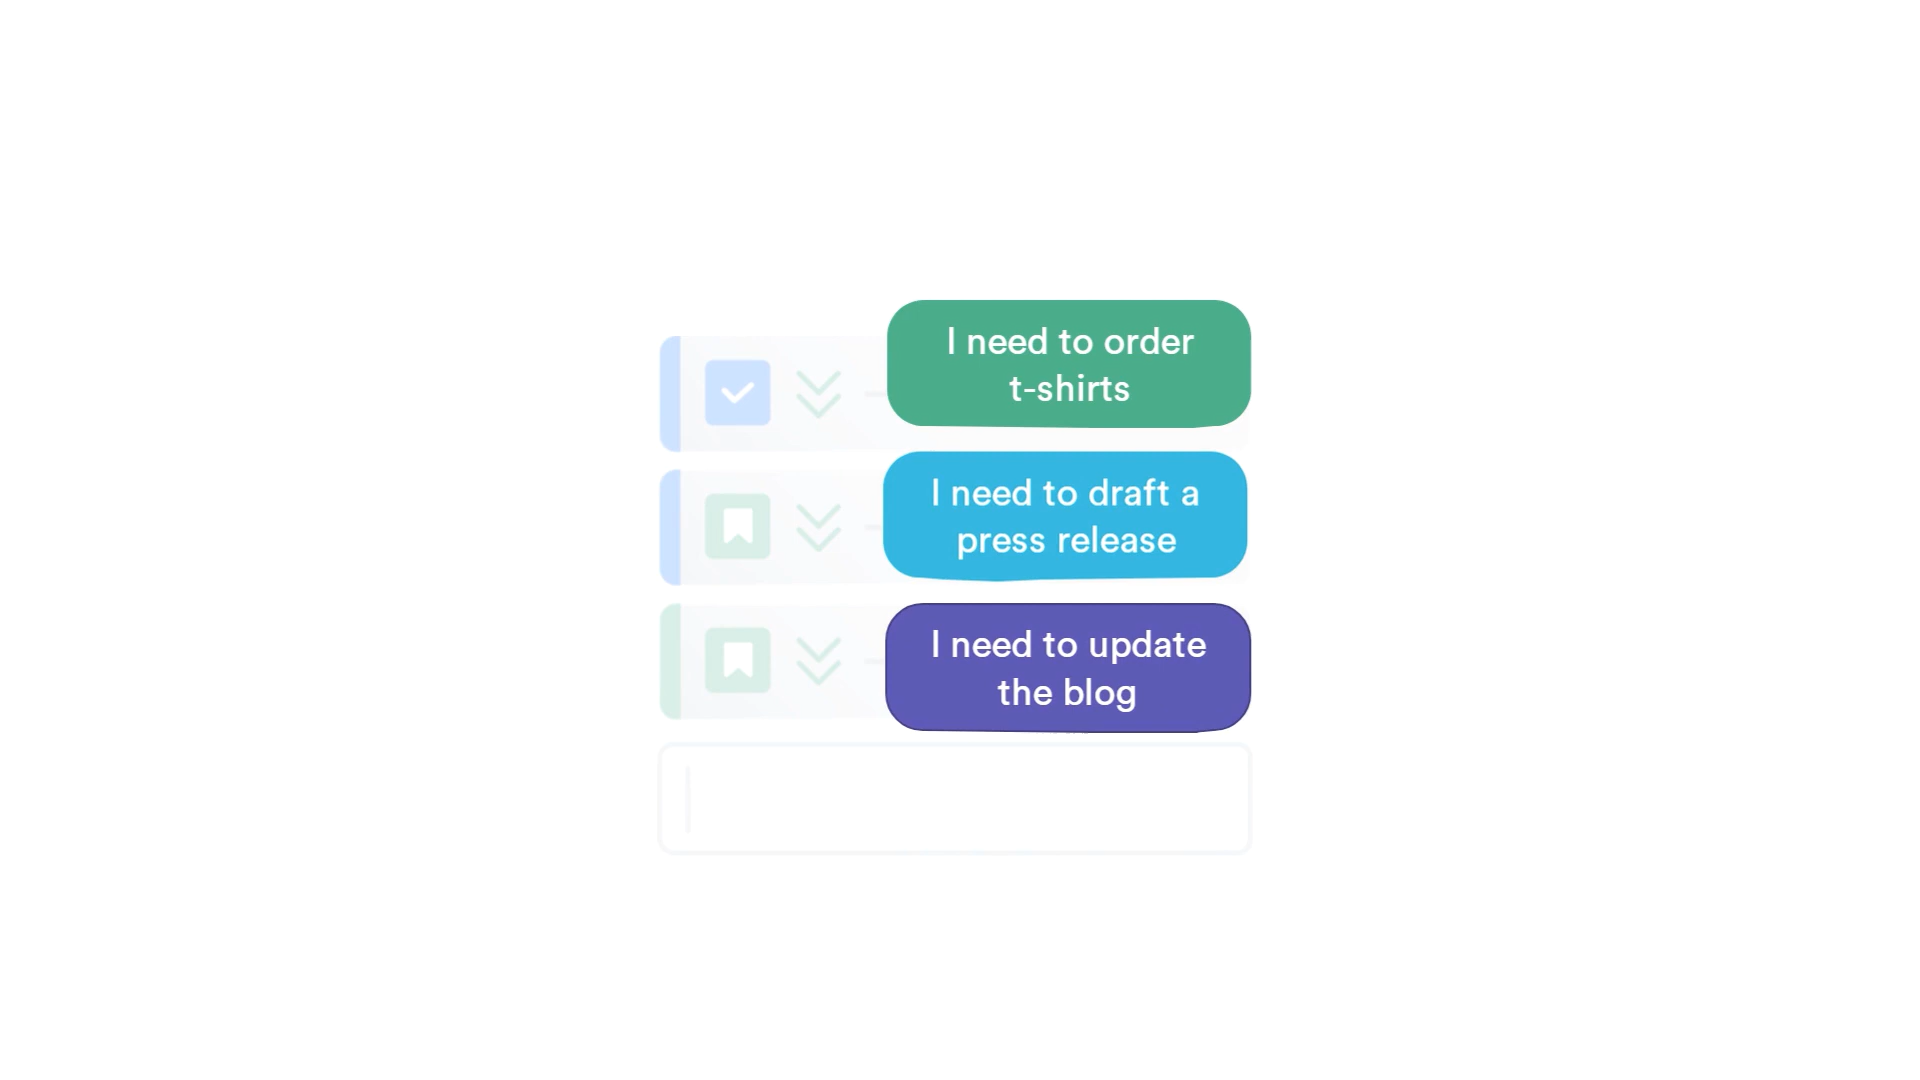 I need to order
t-shirts
I need to draft a
press release
I need to update
the blog